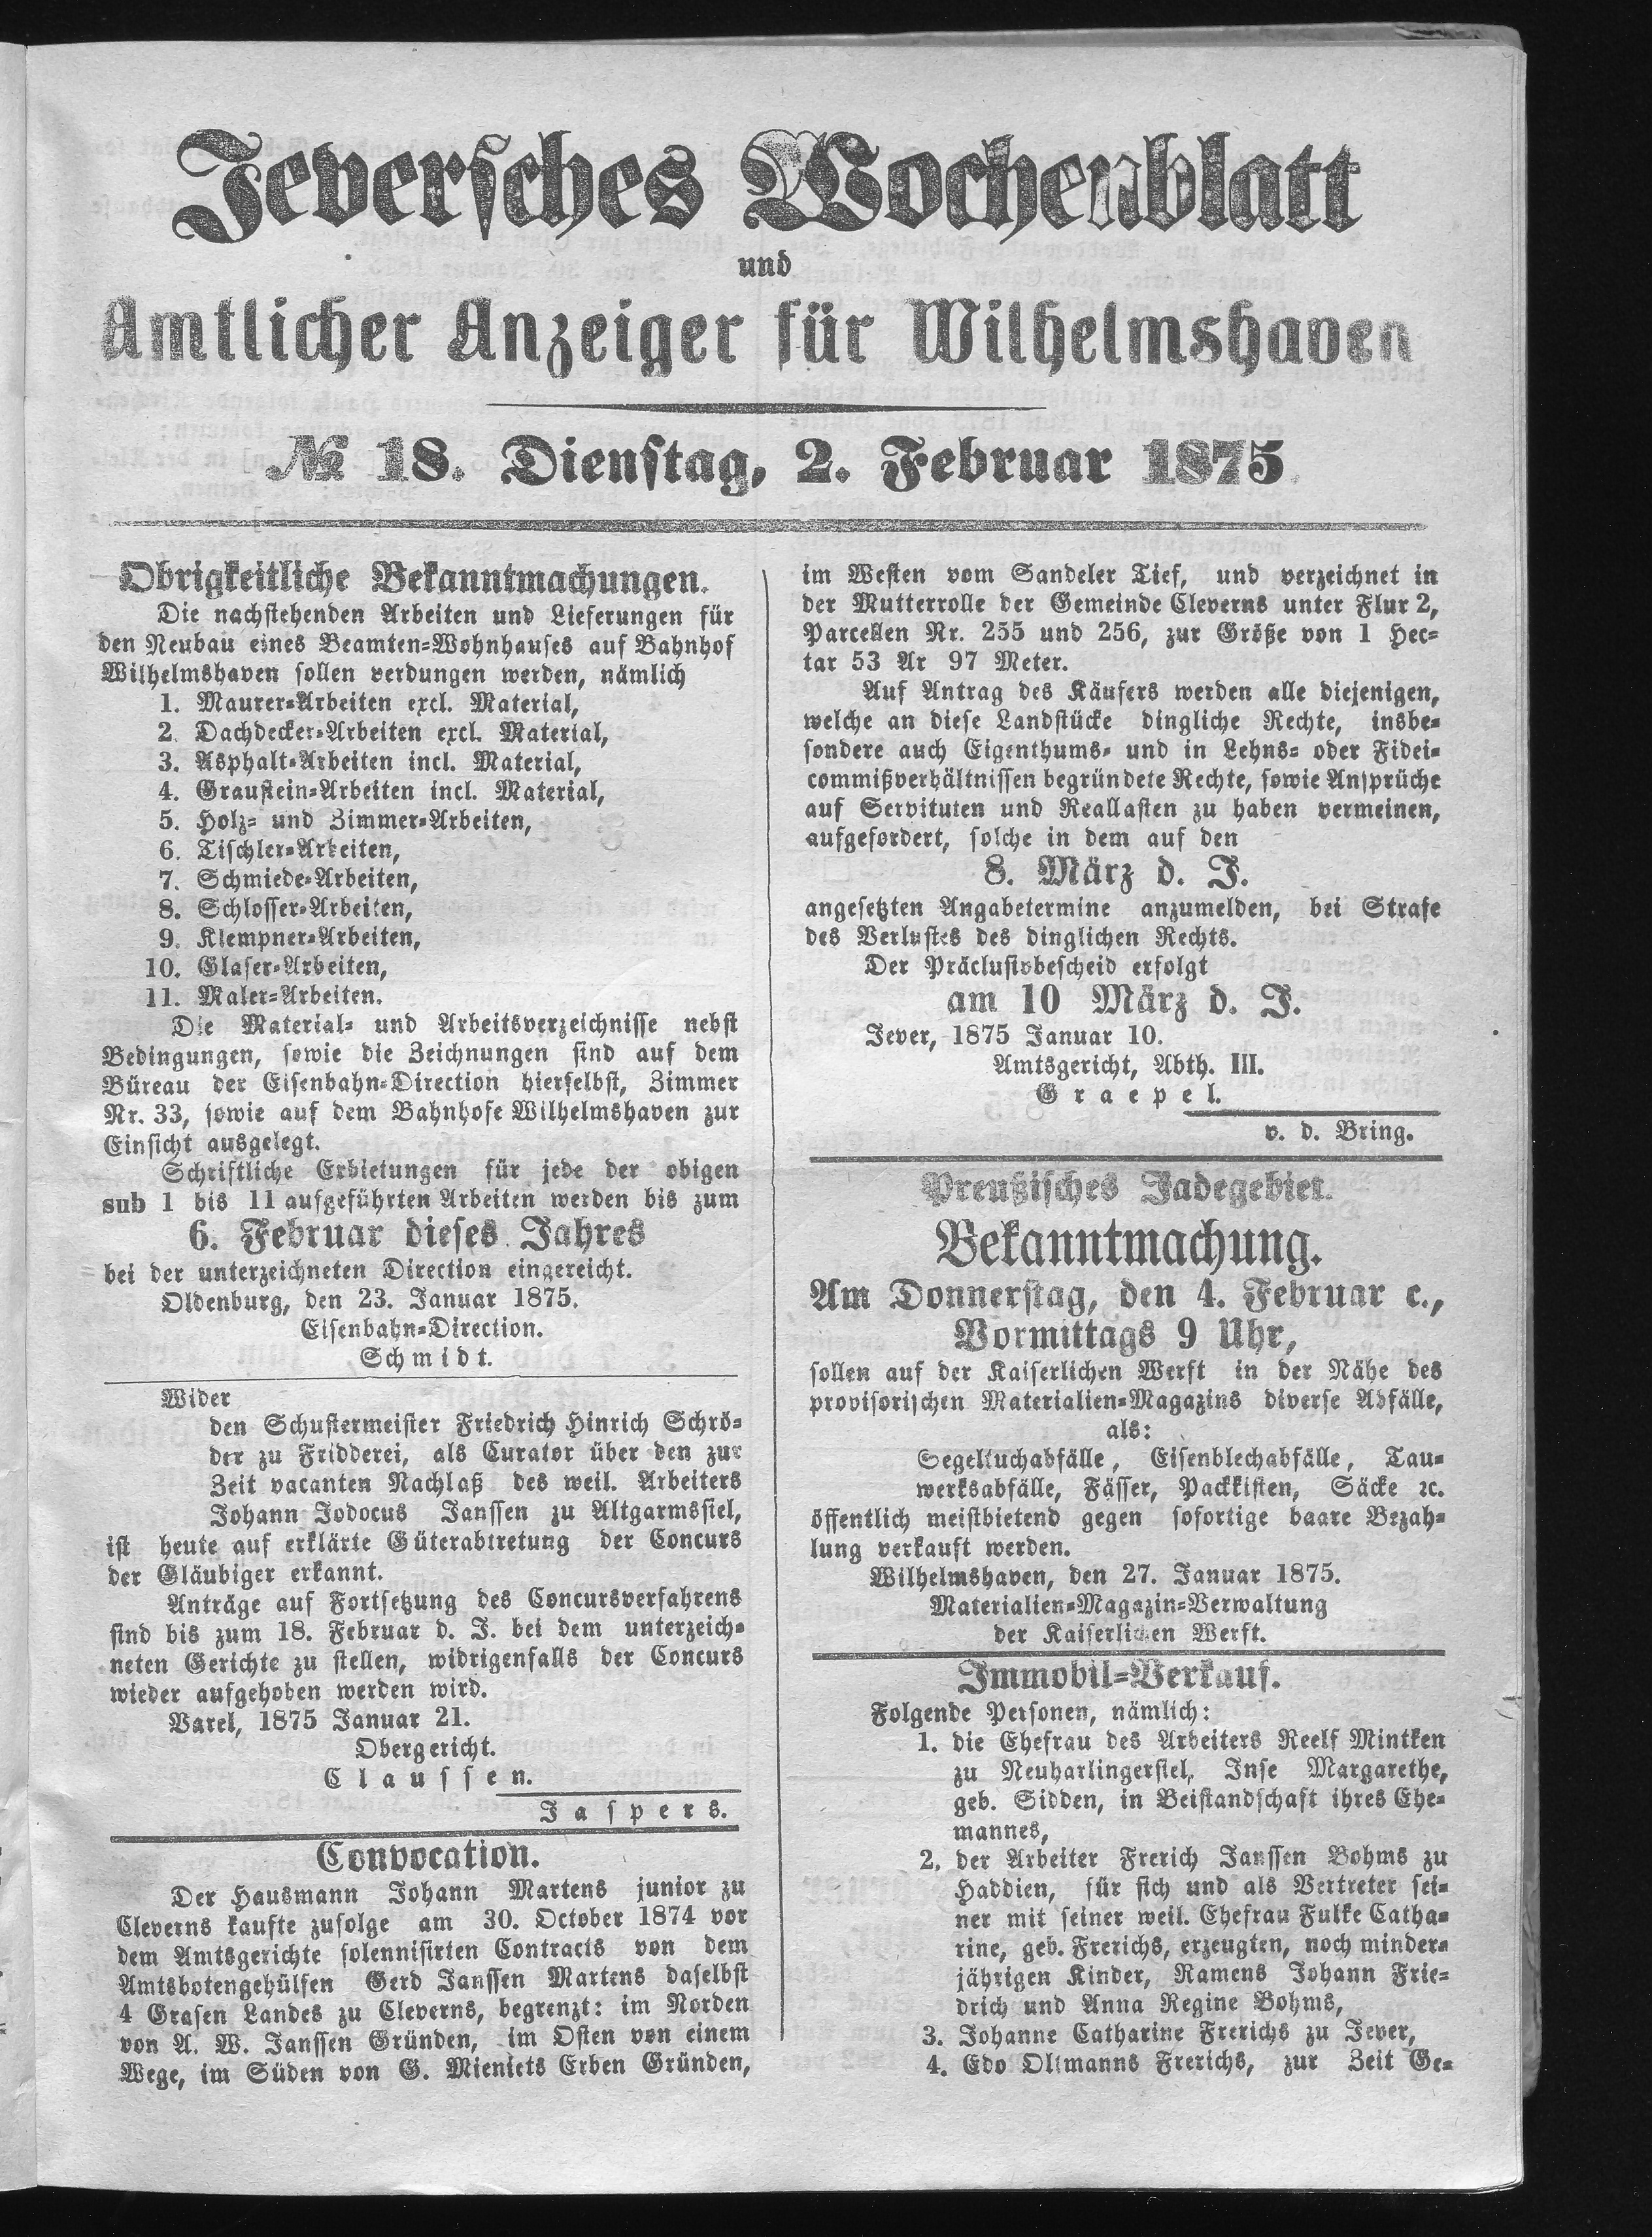 Jeversches Wochenblatt
und
Amtlicher Anzeiger für Wilhelmshaven
№ 18. Dienstag, 2. Februar 1875.
Obrigkeitliche Bekanntmachungen.
Die nachstehenden Arbeiten und Lieferungen für
den Neubau eines Beamten-Wohnhauses auf Bahnhof
Wilhelmshaven sollen verdungen werden, nämlich
1. Maurer-Arbeiten excl. Material,
2. Dachdecker-Arbeiten excl. Material,
3. Asphalt-Arbeiten incl. Material,
4. Graustein-Arbeiten incl. Material,
5. Holz- und Zimmer-Arbeiten,
6. Tischler-Arbeiten,
7. Schmiede-Arbeiten,
8. Schlosser-Arbeiten,
9. Klempner-Arbeiten,
10. Glaser-Arbeiten,
11. Maler-Arbeiten.
Die Material- und Arbeitsverzeichnisse nebst
Bedingungen, sowie die Zeichnungen sind auf dem
Büreau der Eisenbahn-Direction hierselbst, Zimmer
Nr. 33, sowie auf dem Bahnhofe Wilhelmshaven zur
Einsicht ausgelegt.
Schriftliche Erbietungen für jede der obigen
sub 1 bis 11 aufgeführten Arbeiten werden bis zum
6. Februar dieses Jahres
bei der unterzeichneten Direction eingereicht.
Oldenburg, den 23. Januar 1875.
Eisenbahn-Direction.
Schmidt.
Wider
den Schustermeister Friedrich Hinrich Schrö-
der zu Fridderei, als Curator über den zur
Zeit vacanten Nachlaß des weil. Arbeiters
Johann Jodocus Janssen zu Altgarmssiel,
ist heute auf erklärte Güterabtretung der Concurs
der Gläubiger erkannt.
Anträge auf Fortsetzung des Concursverfahrens
sind bis zum 18. Februar d. J. bei dem unterzeich-
neten Gerichte zu stellen, widrigenfalls der Concurs
wieder aufgehoben werden wird.
Varel, 1875 Januar 21.
Obergericht.
Claussen.
Jaspers.
Convocation.
Der Hausmann Johann Martens junior zu
Cleverns kaufte zufolge am 30. October 1874 vor
dem Amtsgerichte solennisirten Contracts von dem
Amtsbotengehülfen Gerd Janssen Martens daselbst
4 Grasen Landes zu Cleverns, begrenzt: im Norden
von A. W. Janssen Gründen, im Osten von einem
Wege, im Süden von G. Mieniets Erben Gründen,
im Westen vom Sandeler Tief, und verzeichnet in
der Mutterrolle der Gemeinde Cleverns unter Flur 2,
Parcellen Nr. 255 und 256, zur Größe von 1 Hec-
tar 53 Ar 97 Meter.
Auf Antrag des Käufers werden alle diejenigen,
welche an diese Landstücke dingliche Rechte, insbe-
sondere auch Eigenthums- und in Lehns- oder Fidei-
commißverhältnissen begründete Rechte, sowie Ansprüche
auf Servituten und Reallasten zu haben vermeinen,
aufgefordert, solche in dem auf den
8. März d. J.
angesetzten Angabetermine anzumelden, bei Strafe
des Verlustes des dinglichen Rechts.
Der Präclusivbescheid erfolgt
am 10 März d. J.
Jever, 1875 Januar 10.
Amtsgericht, Abth. III.
Graepel.
v. d. Bring.
Preußisches Jadegebiet.
Bekanntmachung.
Am Donnerstag, den 4. Februar c.,
Vormittags 9 Uhr,
sollen auf der Kaiserlichen Werft in der Nähe des
provisorischen Materialien-Magazins diverse Abfälle,
als:
Segeltuchabfälle, Eisenblechabfälle, Tau-
werksabfälle, Fässer, Packkisten, Säcke ꝛc.
öffentlich meistbietend gegen sofortige baare Bezah-
lung verkauft werden.
Wilhelmshaven, den 27. Januar 1875.
Materialien-Magazin-Verwaltung
der Kaiserlichen Werft.
Immobil-Verkauf.
Folgende Personen, nämlich:
1. die Ehefrau des Arbeiters Reelf Mintken
zu Neuharlingersiel, Inse Margarethe,
geb. Sidden, in Beistandschaft ihres Ehe-
mannes,
2. der Arbeiter Frerich Janssen Bohms zu
Haddien, für sich und als Vertreter sei-
ner mit seiner weil. Ehefrau Fulke Catha-
rine, geb. Frerichs, erzeugten, noch minder-
jährigen Kinder, Namens Johann Frie-
drich und Anna Regine Bohms,
3. Johanne Catharine Frerichs zu Jever,
4. Edo Oltmanns Frerichs, zur Zeit Ge-